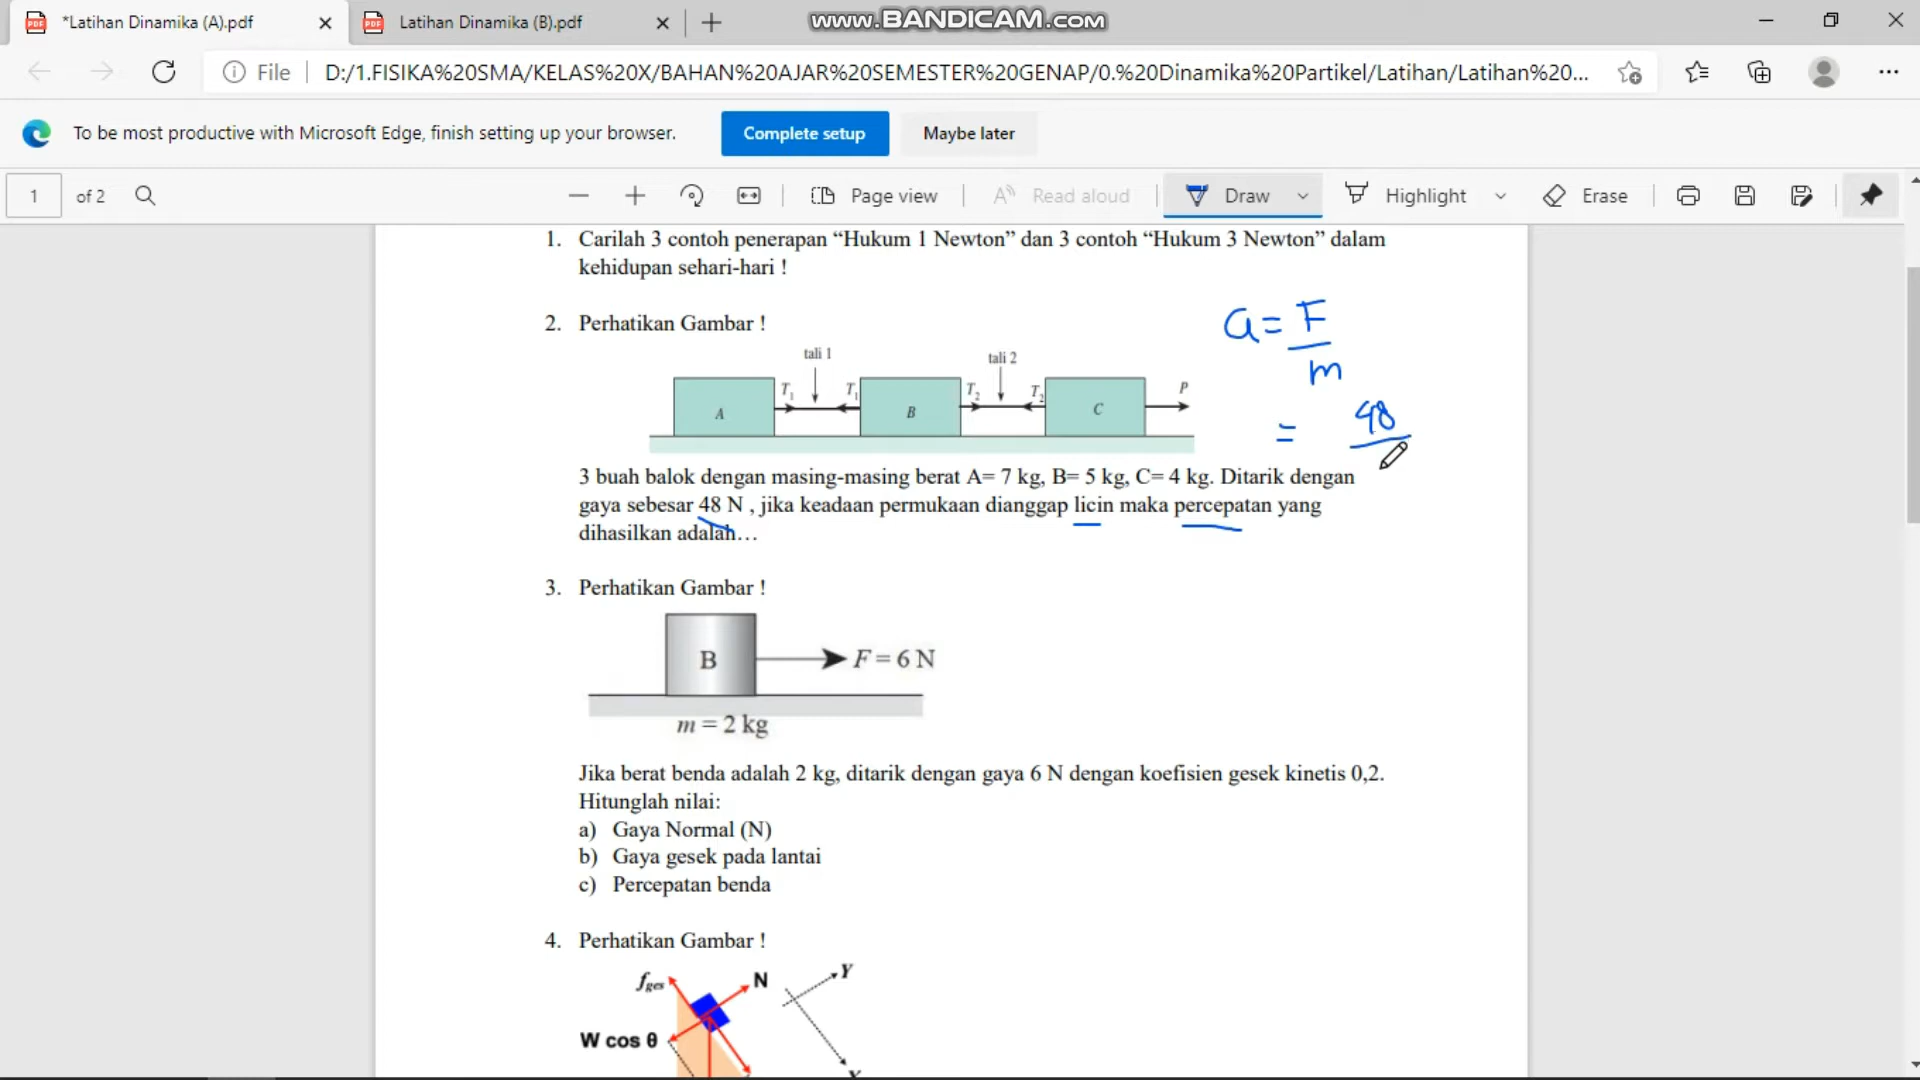 *Latihan Dinamika (A).pdf
Latihan Dinamika (B).pdf
www.BANDICAM.com
File
D:/1.FISIKA%20SMA/KELAS%20X/BAHAN%20AJAR%20SEMESTER%20GENAP/0.%20Dinamika%20Partikel/Latihan/Latihan%20...
To be most productive with Microsoft Edge, finish setting up your browser.
Complete setup
Maybe later
1 of 2
Page view
Read aloud
Draw
Highlight
Erase
1. Carilah 3 contoh penerapan “Hukum 1 Newton” dan 3 contoh “Hukum 3 Newton” dalam
kehidupan sehari-hari !
2. Perhatikan Gambar !
a = F
m
= 48
tali 1
tali 2
T1 T1 T2 T2 P
A B C
3 buah balok dengan masing-masing berat A= 7 kg, B= 5 kg, C= 4 kg. Ditarik dengan
gaya sebesar 48 N , jika keadaan permukaan dianggap licin maka percepatan yang
dihasilkan adalah…
3. Perhatikan Gambar !
B F = 6 N
m = 2 kg
Jika berat benda adalah 2 kg, ditarik dengan gaya 6 N dengan koefisien gesek kinetis 0,2.
Hitunglah nilai:
a) Gaya Normal (N)
b) Gaya gesek pada lantai
c) Percepatan benda
4. Perhatikan Gambar !
fges N Y
W cos θ